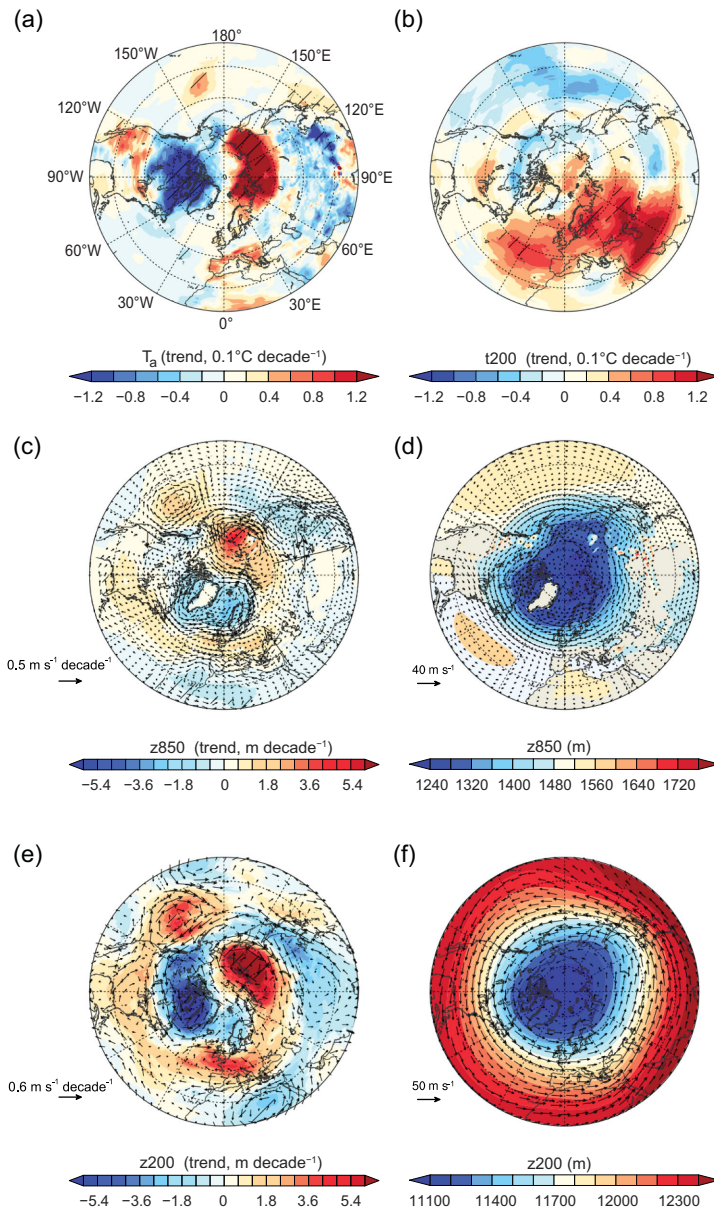 (a)
(b)
180°
150°W
150°E
120°W
120°E
90°W
90°E
60°W
60°E
30°W
30°E
0°
Tₐ (trend, 0.1°C decade⁻¹)
−1.2 −0.8 −0.4 0 0.4 0.8 1.2
t200 (trend, 0.1°C decade⁻¹)
−1.2 −0.8 −0.4 0 0.4 0.8 1.2
(c)
(d)
0.5 m s⁻¹ decade⁻¹
40 m s⁻¹
z850 (trend, m decade⁻¹)
−5.4 −3.6 −1.8 0 1.8 3.6 5.4
z850 (m)
1240 1320 1400 1480 1560 1640 1720
(e)
(f)
0.6 m s⁻¹ decade⁻¹
50 m s⁻¹
z200 (trend, m decade⁻¹)
−5.4 −3.6 −1.8 0 1.8 3.6 5.4
z200 (m)
11100 11400 11700 12000 12300